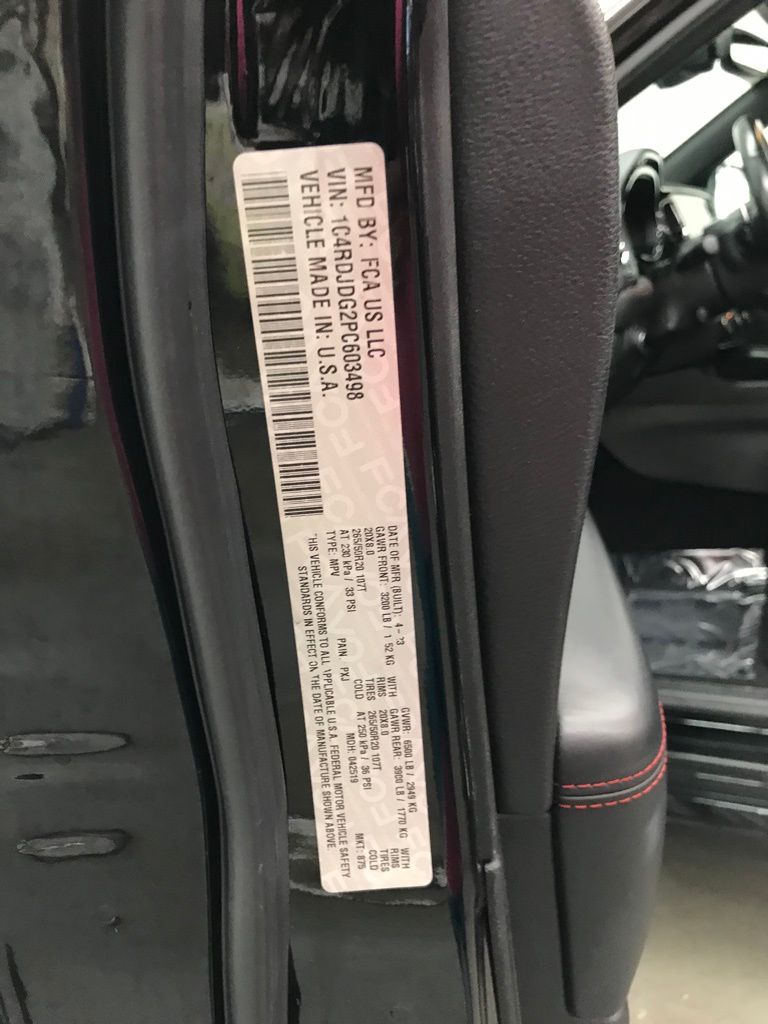 MFD BY: FCA US LLC
VIN: 1C4RDJDG2PC603498
VEHICLE MADE IN: U.S.A.
DATE OF MFR (BUILT): 4- 23 GVWR: 6500 LB / 2949 KG
GAWR FRONT: 3200 LB / 1 52 KG WITH GAWR REAR: 3900 LB / 1770 KG WITH
20X8.0 RIMS 20X8.0 RIMS
265/50R20 107T TIRES 265/50R20 107T TIRES
AT 230 kPa / 33 PSI COLD AT 250 kPa / 36 PSI COLD
TYPE: MPV PAIN. PXJ MDH: 042519 MKT: 875
THIS VEHICLE CONFORMS TO ALL APPLICABLE U.S.A. FEDERAL MOTOR VEHICLE SAFETY
STANDARDS IN EFFECT ON THE DATE OF MANUFACTURE SHOWN ABOVE.